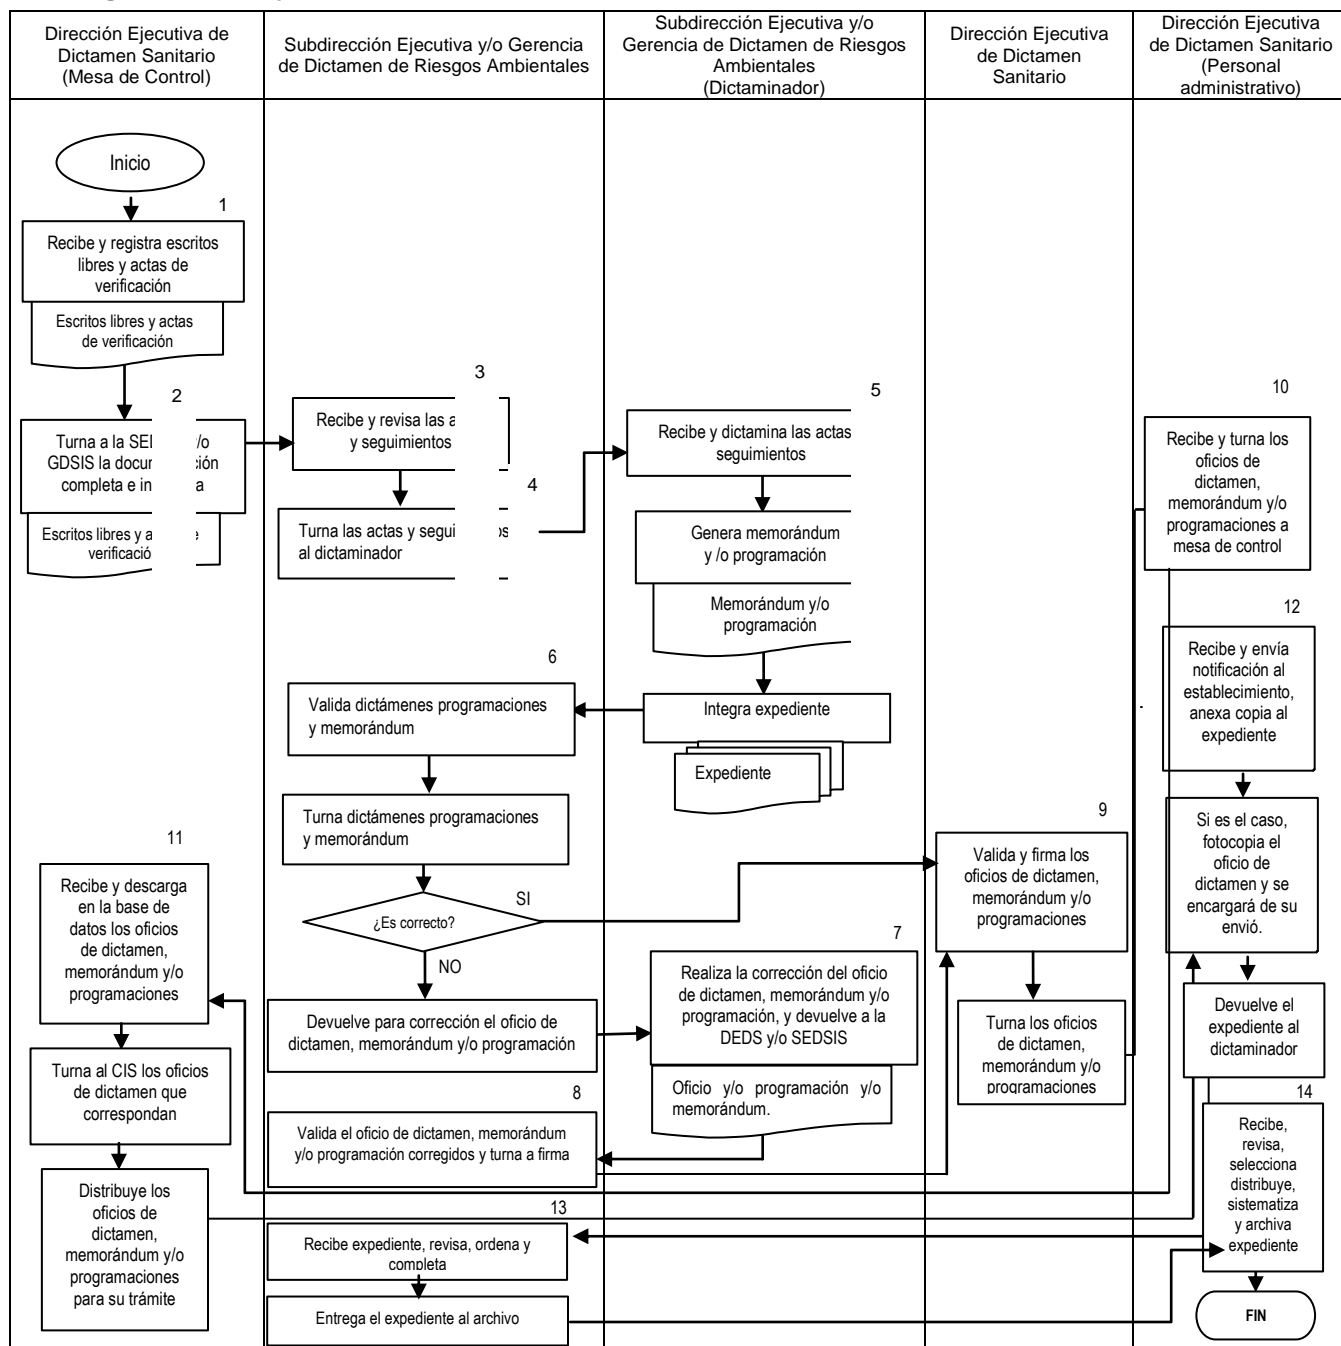 Dirección Ejecutiva de
Dictamen Sanitario
(Mesa de Control)
Subdirección Ejecutiva y/o Gerencia
de Dictamen de Riesgos Ambientales
Subdirección Ejecutiva y/o
Gerencia de Dictamen de Riesgos
Ambientales
(Dictaminador)
Dirección Ejecutiva
de Dictamen
Sanitario
Dirección Ejecutiva
de Dictamen Sanitario
(Personal
administrativo)
Inicio
1
Recibe y registra escritos
libres y actas de
verificación
Escritos libres y actas
de verificación
2
Turna a la
y/o
GDSIS la
completa e
Escritos libres y
verificación
3
Recibe y revisa las
y seguimientos
4
Turna las actas y
al dictaminador
5
Recibe y dictamina las actas
seguimientos
Genera memorándum
y /o programación
Memorándum y/o
programación
Integra expediente
Expediente
6
Valida dictámenes programaciones
y memorándum
Turna dictámenes programaciones
y memorándum
¿Es correcto?
SI
NO
Devuelve para corrección el oficio de
dictamen, memorándum y/o programación
7
Realiza la corrección del oficio
de dictamen, memorándum y/o
programación, y devuelve a la
DEDS y/o SEDSIS
Oficio y/o programación y/o
memorándum.
8
Valida el oficio de dictamen, memorándum
y/o programación corregidos y turna a firma
9
Valida y firma los
oficios de dictamen,
memorándum y/o
programaciones
Turna los oficios
de dictamen,
memorándum y/o
programaciones
10
Recibe y turna los
oficios de
dictamen,
memorándum y/o
programaciones a
mesa de control
11
Recibe y descarga
en la base de
datos los oficios
de dictamen,
memorándum y/o
programaciones
Turna al CIS los oficios
de dictamen que
correspondan
Distribuye los
oficios de
dictamen,
memorándum y/o
programaciones
para su trámite
12
Recibe y envía
notificación al
establecimiento,
anexa copia al
expediente
Si es el caso,
fotocopia el
oficio de
dictamen y se
encargará de su
envió.
Devuelve el
expediente al
dictaminador
13
Recibe expediente, revisa, ordena y
completa
Entrega el expediente al archivo
14
Recibe,
revisa,
selecciona
distribuye,
sistematiza
y archiva
expediente
FIN